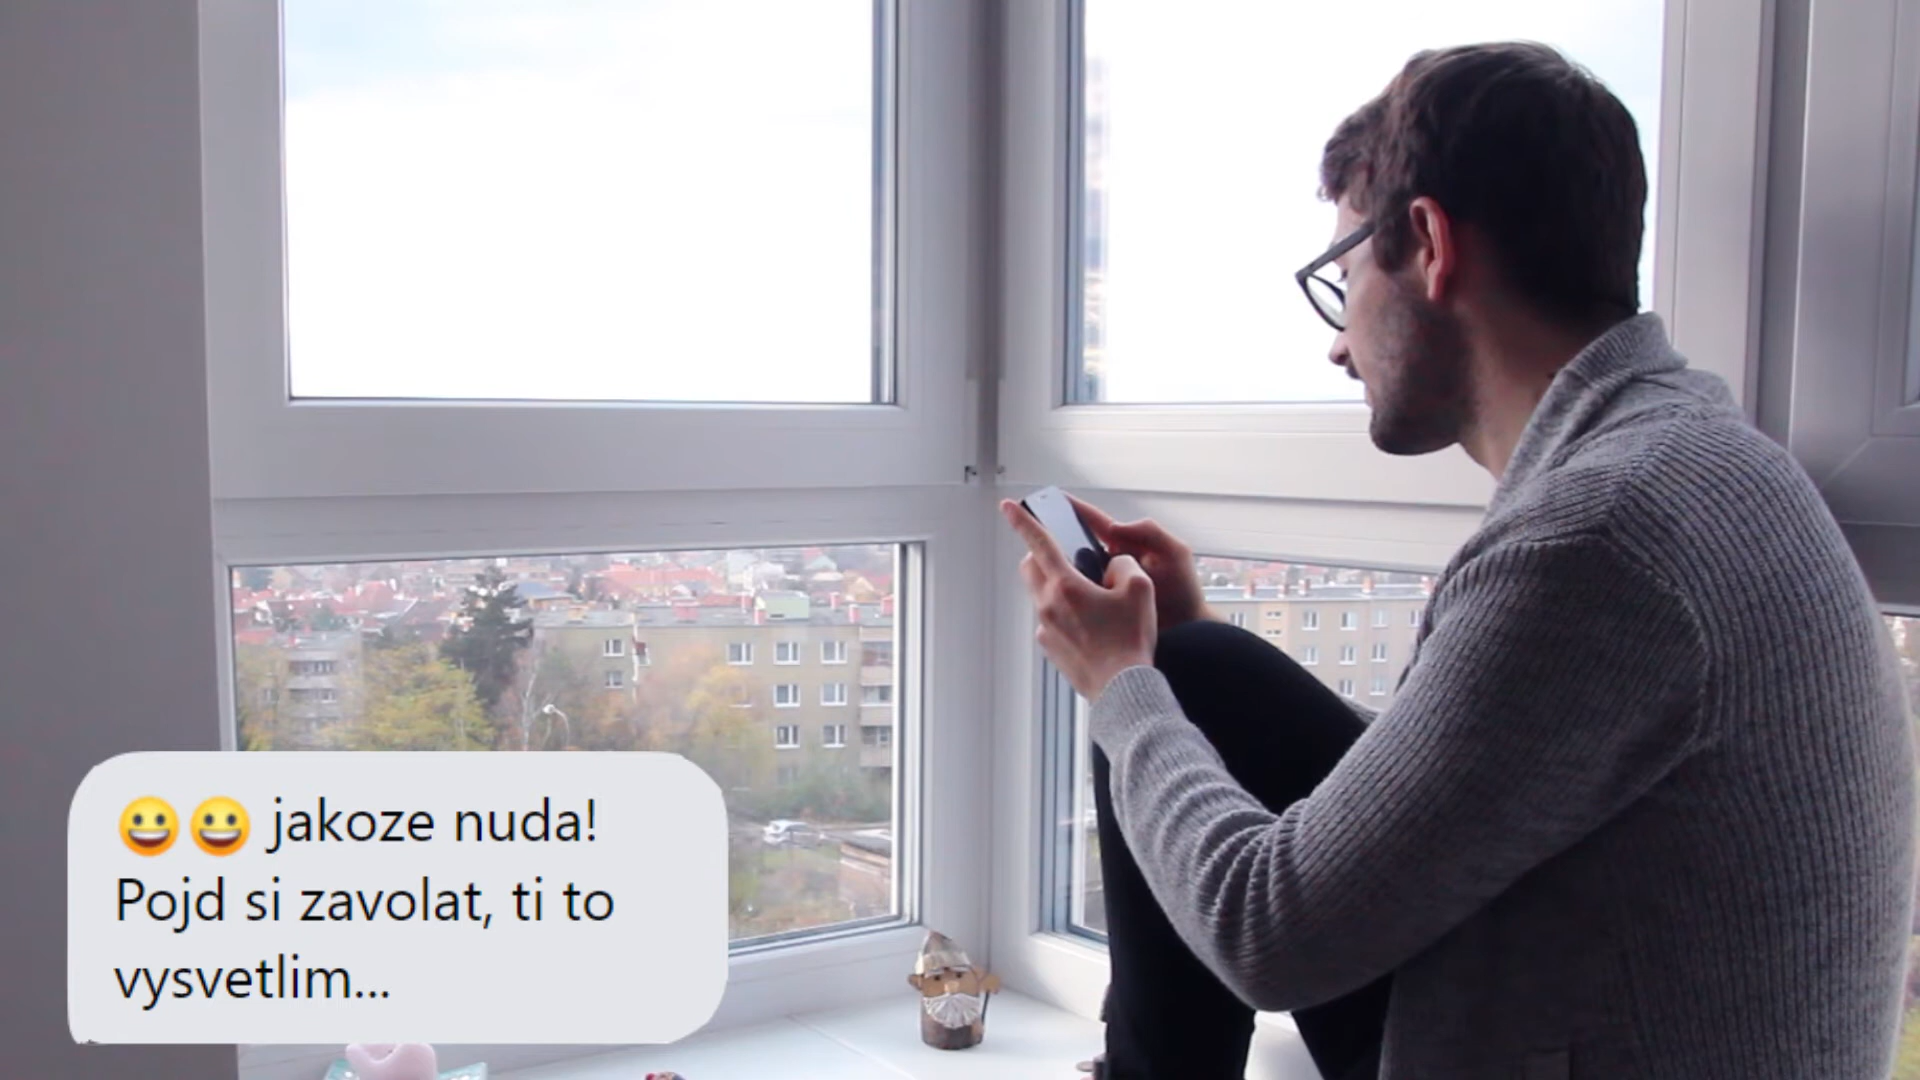 😀😀 jakoze nuda!
Pojd si zavolat, ti to
vysvetlim...